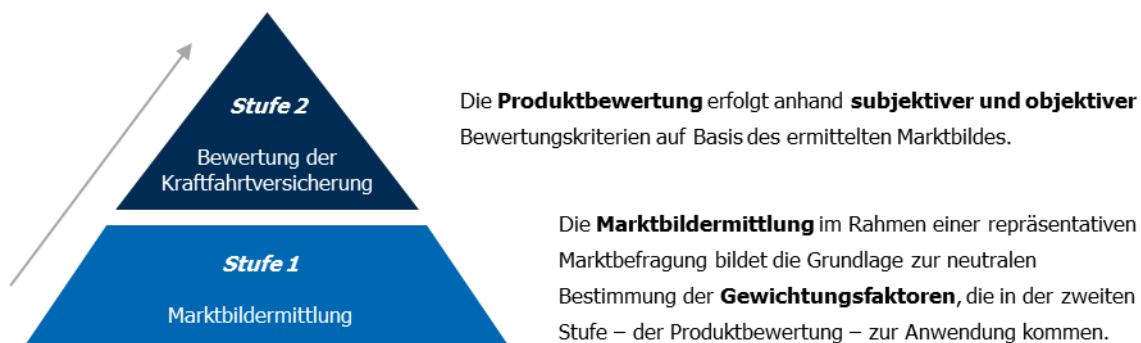 Stufe 2
Bewertung der
Kraftfahrtversicherung
Die Produktbewertung erfolgt anhand subjektiver und objektiver
Bewertungskriterien auf Basis des ermittelten Marktbildes.
Stufe 1
Marktbildermittlung
Die Marktbildermittlung im Rahmen einer repräsentativen
Marktbefragung bildet die Grundlage zur neutralen
Bestimmung der Gewichtungsfaktoren, die in der zweiten
Stufe – der Produktbewertung – zur Anwendung kommen.